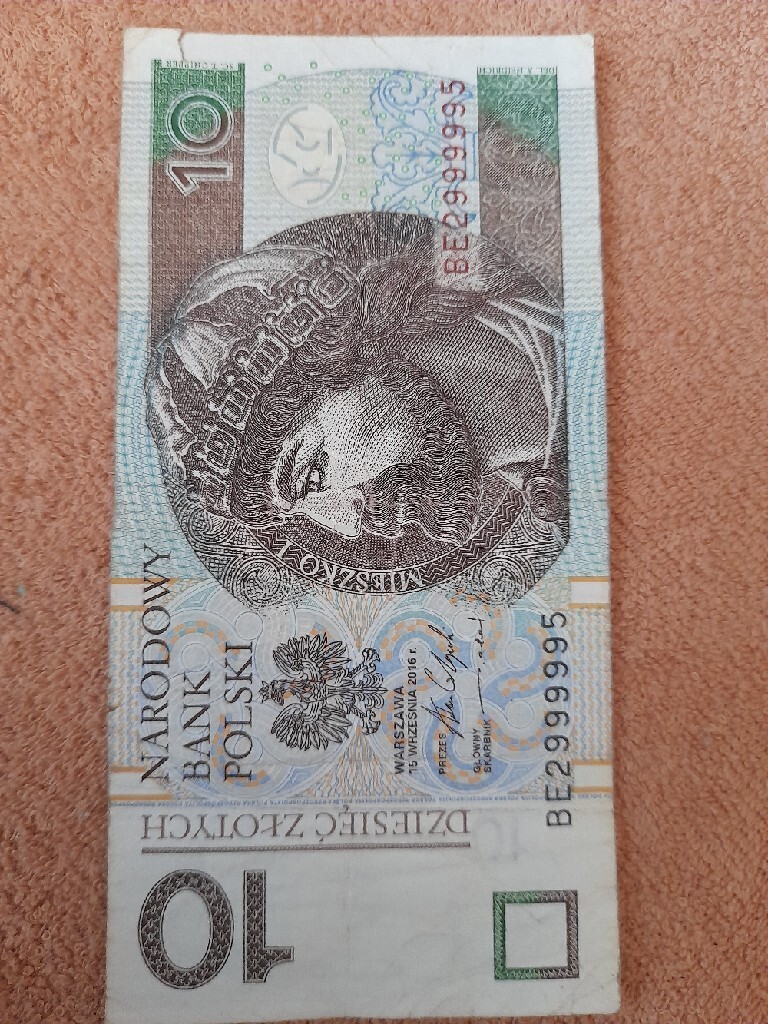 10
NARODOWY
BANK
POLSKI
MIESZKO I
WARSZAWA
15 WRZEŚNIA 2016 r.
PREZES
GŁÓWNY
SKARBNIK
BE2999995
BE2999995
DZIESIĘĆ ZŁOTYCH
10